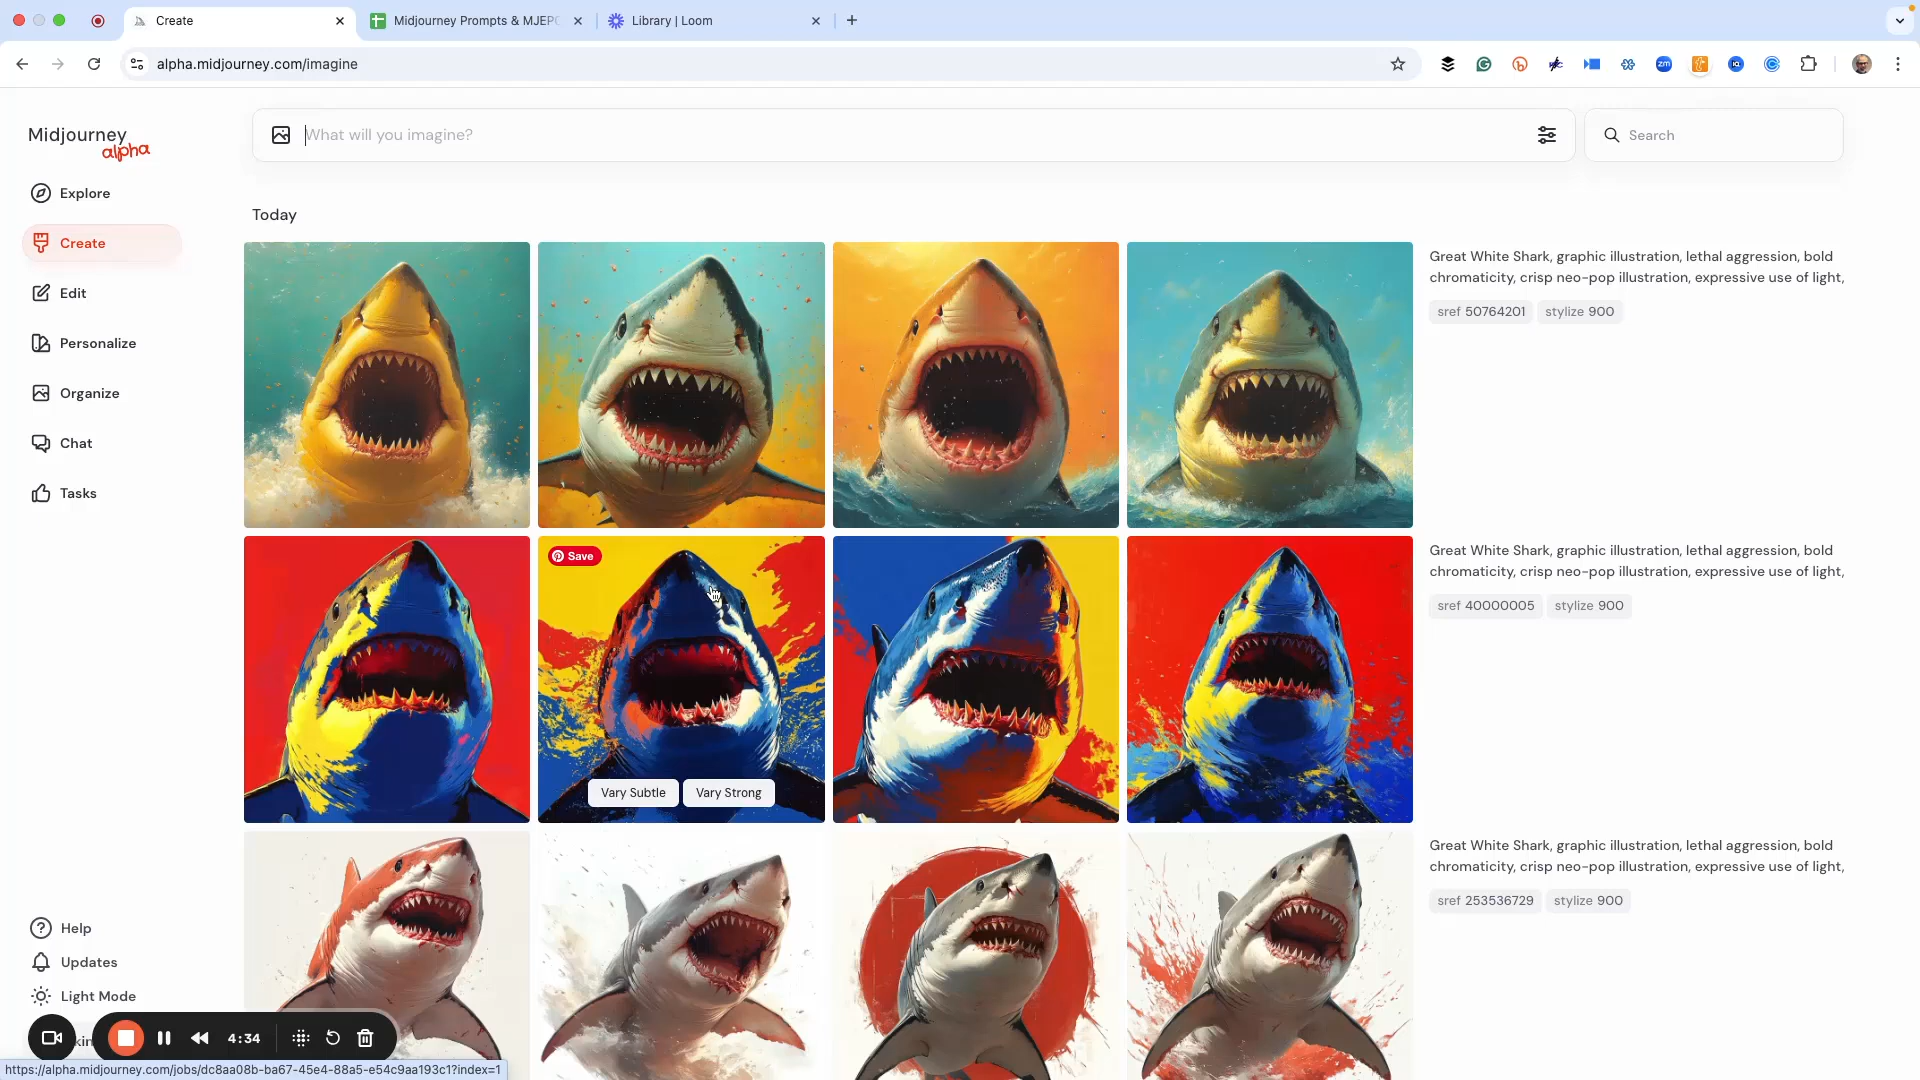 Create
Midjourney Prompts & MJEPC
Library | Loom
alpha.midjourney.com/imagine
Midjourney
alpha
What will you imagine?
Search
Explore
Create
Edit
Personalize
Organize
Chat
Tasks
Today
Great White Shark, graphic illustration, lethal aggression, bold
chromaticity, crisp neo-pop illustration, expressive use of light,
sref 50764201 stylize 900
Save
Vary Subtle Vary Strong
Great White Shark, graphic illustration, lethal aggression, bold
chromaticity, crisp neo-pop illustration, expressive use of light,
sref 40000005 stylize 900
Great White Shark, graphic illustration, lethal aggression, bold
chromaticity, crisp neo-pop illustration, expressive use of light,
sref 253536729 stylize 900
Help
Updates
Light Mode
4:34
https://alpha.midjourney.com/jobs/dc8aa08b-ba67-45e4-88a5-e54c9aa193c1?index=1